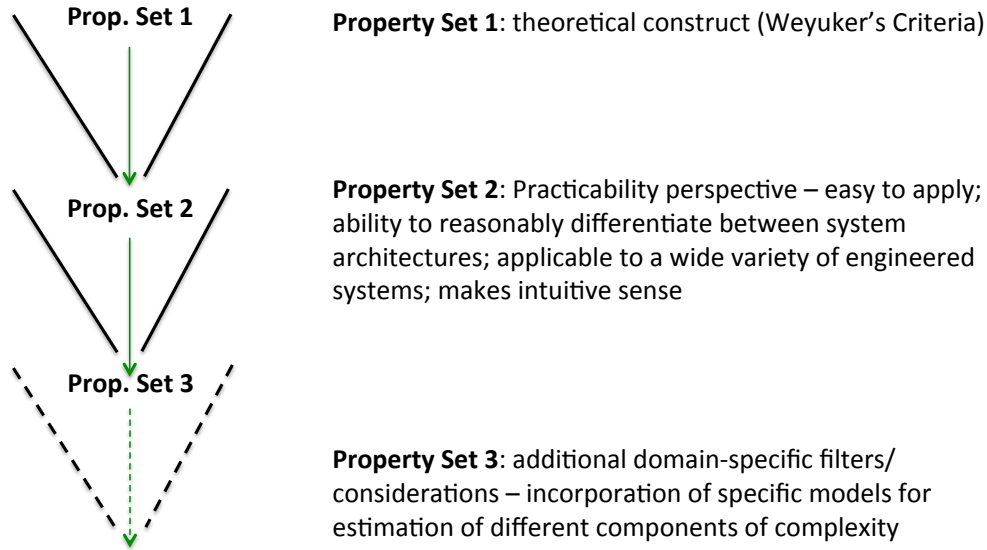 Prop. Set 1
Property Set 1: theoretical construct (Weyuker’s Criteria)
Prop. Set 2
Property Set 2: Practicability perspective – easy to apply;
ability to reasonably differentiate between system
architectures; applicable to a wide variety of engineered
systems; makes intuitive sense
Prop. Set 3
Property Set 3: additional domain-specific filters/
considerations – incorporation of specific models for
estimation of different components of complexity